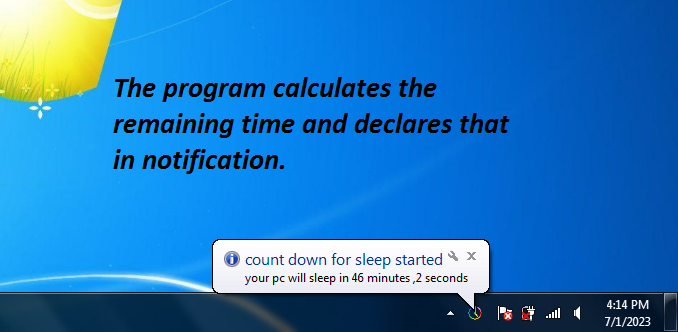 The program calculates the
remaining time and declares that
in notification.
count down for sleep started
your pc will sleep in 46 minutes ,2 seconds
4:14 PM
7/1/2023